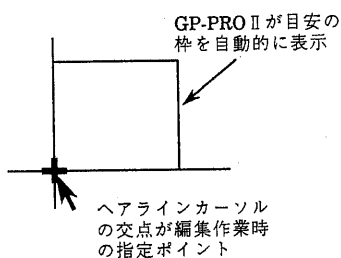 GP-PROⅡが目安の
枠を自動的に表示
ヘアラインカーソル
の交点が編集作業時
の指定ポイント